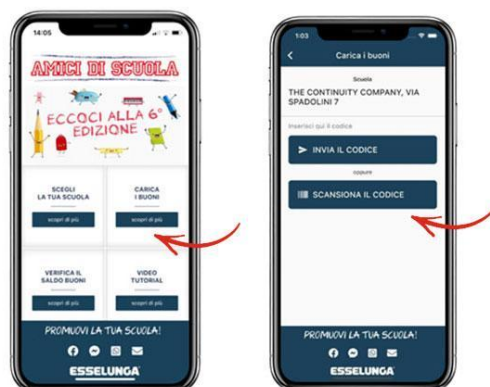 14:05
AMICI DI SCUOLA
ECCOCI ALLA 6°
EDIZIONE
SCEGLI
LA TUA SCUOLA
scopri di più
CARICA
I BUONI
scopri di più
VERIFICA IL
SALDO BUONI
scopri di più
VIDEO
TUTORIAL
scopri di più
PROMUOVI LA TUA SCUOLA!
ESSELUNGA
1:03
Carica i buoni
Scuola
THE CONTINUITY COMPANY, VIA
SPADOLINI 7
Inserisci qui il codice
INVIA IL CODICE
oppure
SCANSIONA IL CODICE
PROMUOVI LA TUA SCUOLA!
ESSELUNGA